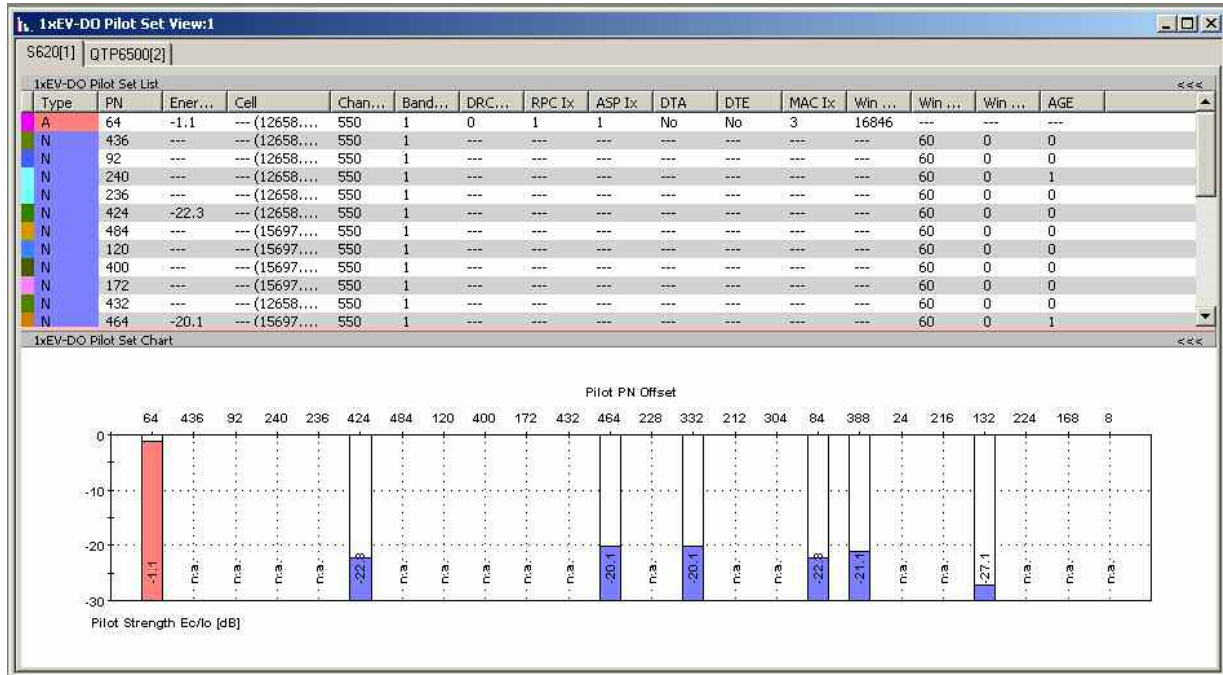 1xEV-DO Pilot Set View:1
S620[1] QTP6500[2]
1xEV-DO Pilot Set List <<<
Type PN Ener... Cell Chan... Band... DRC... RPC Ix ASP Ix DTA DTE MAC Ix Win ... Win ... Win ... AGE
A 64 -1.1 --- (12658.... 550 1 0 1 1 No No 3 16846 --- --- ---
N 436 --- --- (12658.... 550 1 --- --- --- --- --- --- --- 60 0 0
N 92 --- --- (12658.... 550 1 --- --- --- --- --- --- --- 60 0 0
N 240 --- --- (12658.... 550 1 --- --- --- --- --- --- --- 60 0 1
N 236 --- --- (12658.... 550 1 --- --- --- --- --- --- --- 60 0 0
N 424 -22.3 --- (12658.... 550 1 --- --- --- --- --- --- --- 60 0 0
N 484 --- --- (15697.... 550 1 --- --- --- --- --- --- --- 60 0 0
N 120 --- --- (15697.... 550 1 --- --- --- --- --- --- --- 60 0 0
N 400 --- --- (15697.... 550 1 --- --- --- --- --- --- --- 60 0 0
N 172 --- --- (15697.... 550 1 --- --- --- --- --- --- --- 60 0 0
N 432 --- --- (12658.... 550 1 --- --- --- --- --- --- --- 60 0 0
N 464 -20.1 --- (15697.... 550 1 --- --- --- --- --- --- --- 60 0 1
1xEV-DO Pilot Set Chart <<<
Pilot PN Offset
64 436 92 240 236 424 484 120 400 172 432 464 228 332 212 304 84 388 24 216 132 224 168 8
0
-10
-20
-30
-1.1 n.a. n.a. n.a. n.a. -22.3 n.a. n.a. n.a. n.a. n.a. -20.1 n.a. -20.1 n.a. n.a. -22.3 -21.1 n.a. n.a. -27.1 n.a. n.a. n.a.
Pilot Strength Ec/Io [dB]